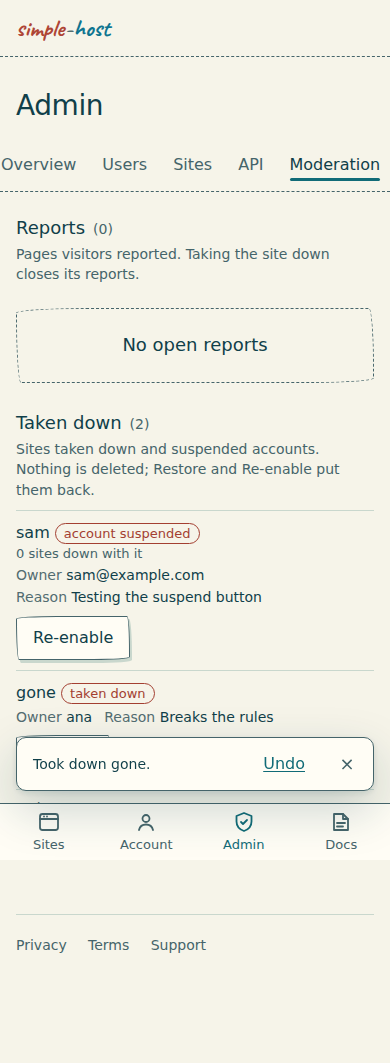 simple-host
Admin
Overview Users Sites API Moderation
Reports (0)
Pages visitors reported. Taking the site down
closes its reports.
No open reports
Taken down (2)
Sites taken down and suspended accounts.
Nothing is deleted; Restore and Re-enable put
them back.
sam account suspended
0 sites down with it
Owner sam@example.com
Reason Testing the suspend button
Re-enable
gone taken down
Owner ana Reason Breaks the rules
Took down gone. Undo ×
Sites Account Admin Docs
Privacy Terms Support